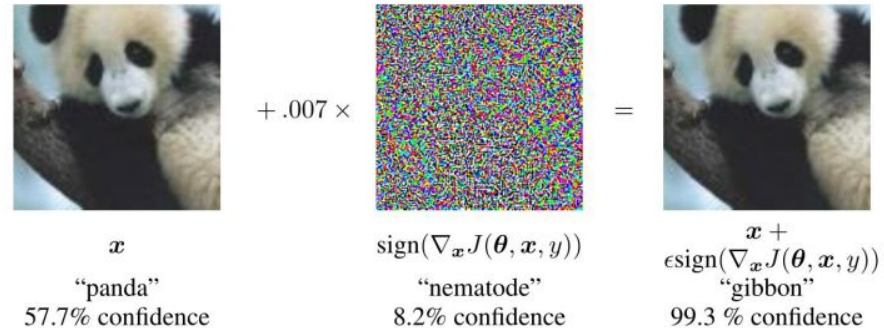 + .007 ×
=
x
sign(∇ₓJ(θ, x, y))
x +
ϵsign(∇ₓJ(θ, x, y))
“panda”
“nematode”
“gibbon”
57.7% confidence
8.2% confidence
99.3 % confidence